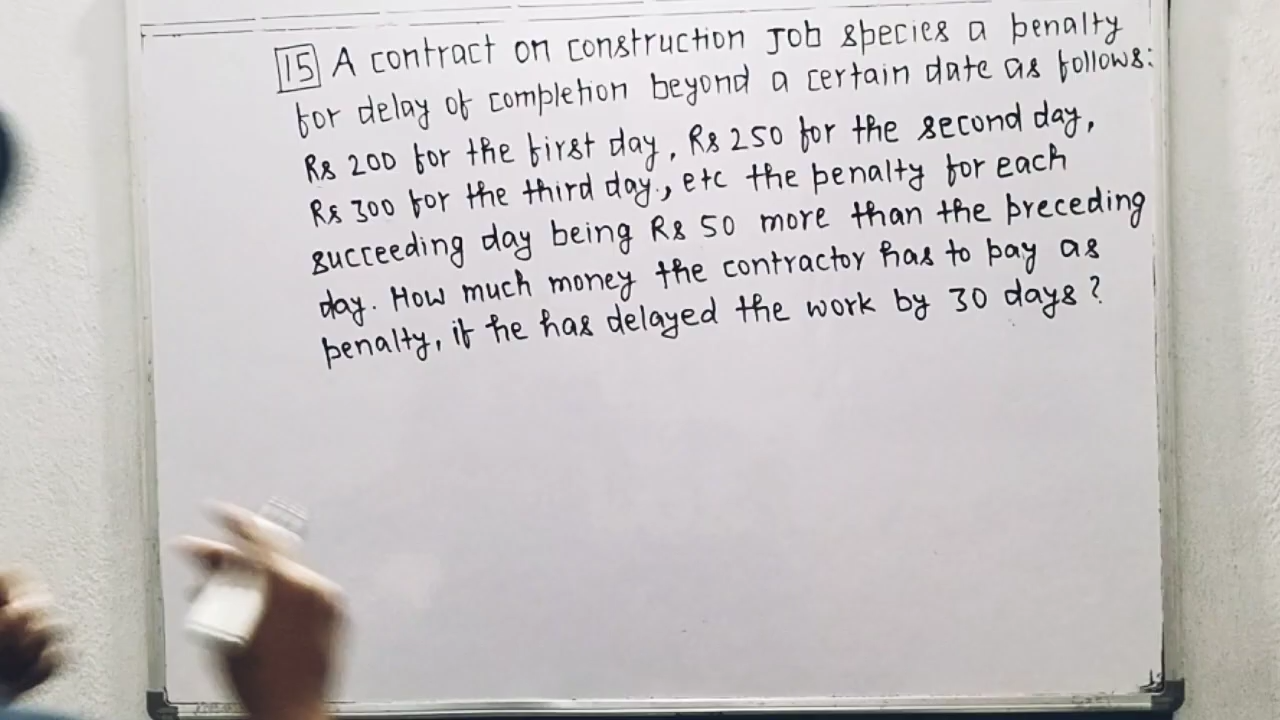 15 A contract on construction Job species a penalty
for delay of completion beyond a certain date as follows:
Rs 200 for the first day, Rs 250 for the second day,
Rs 300 for the third day., etc the penalty for each
succeeding day being Rs 50 more than the preceding
day. How much money the contractor has to pay as
penalty, if he has delayed the work by 30 days?